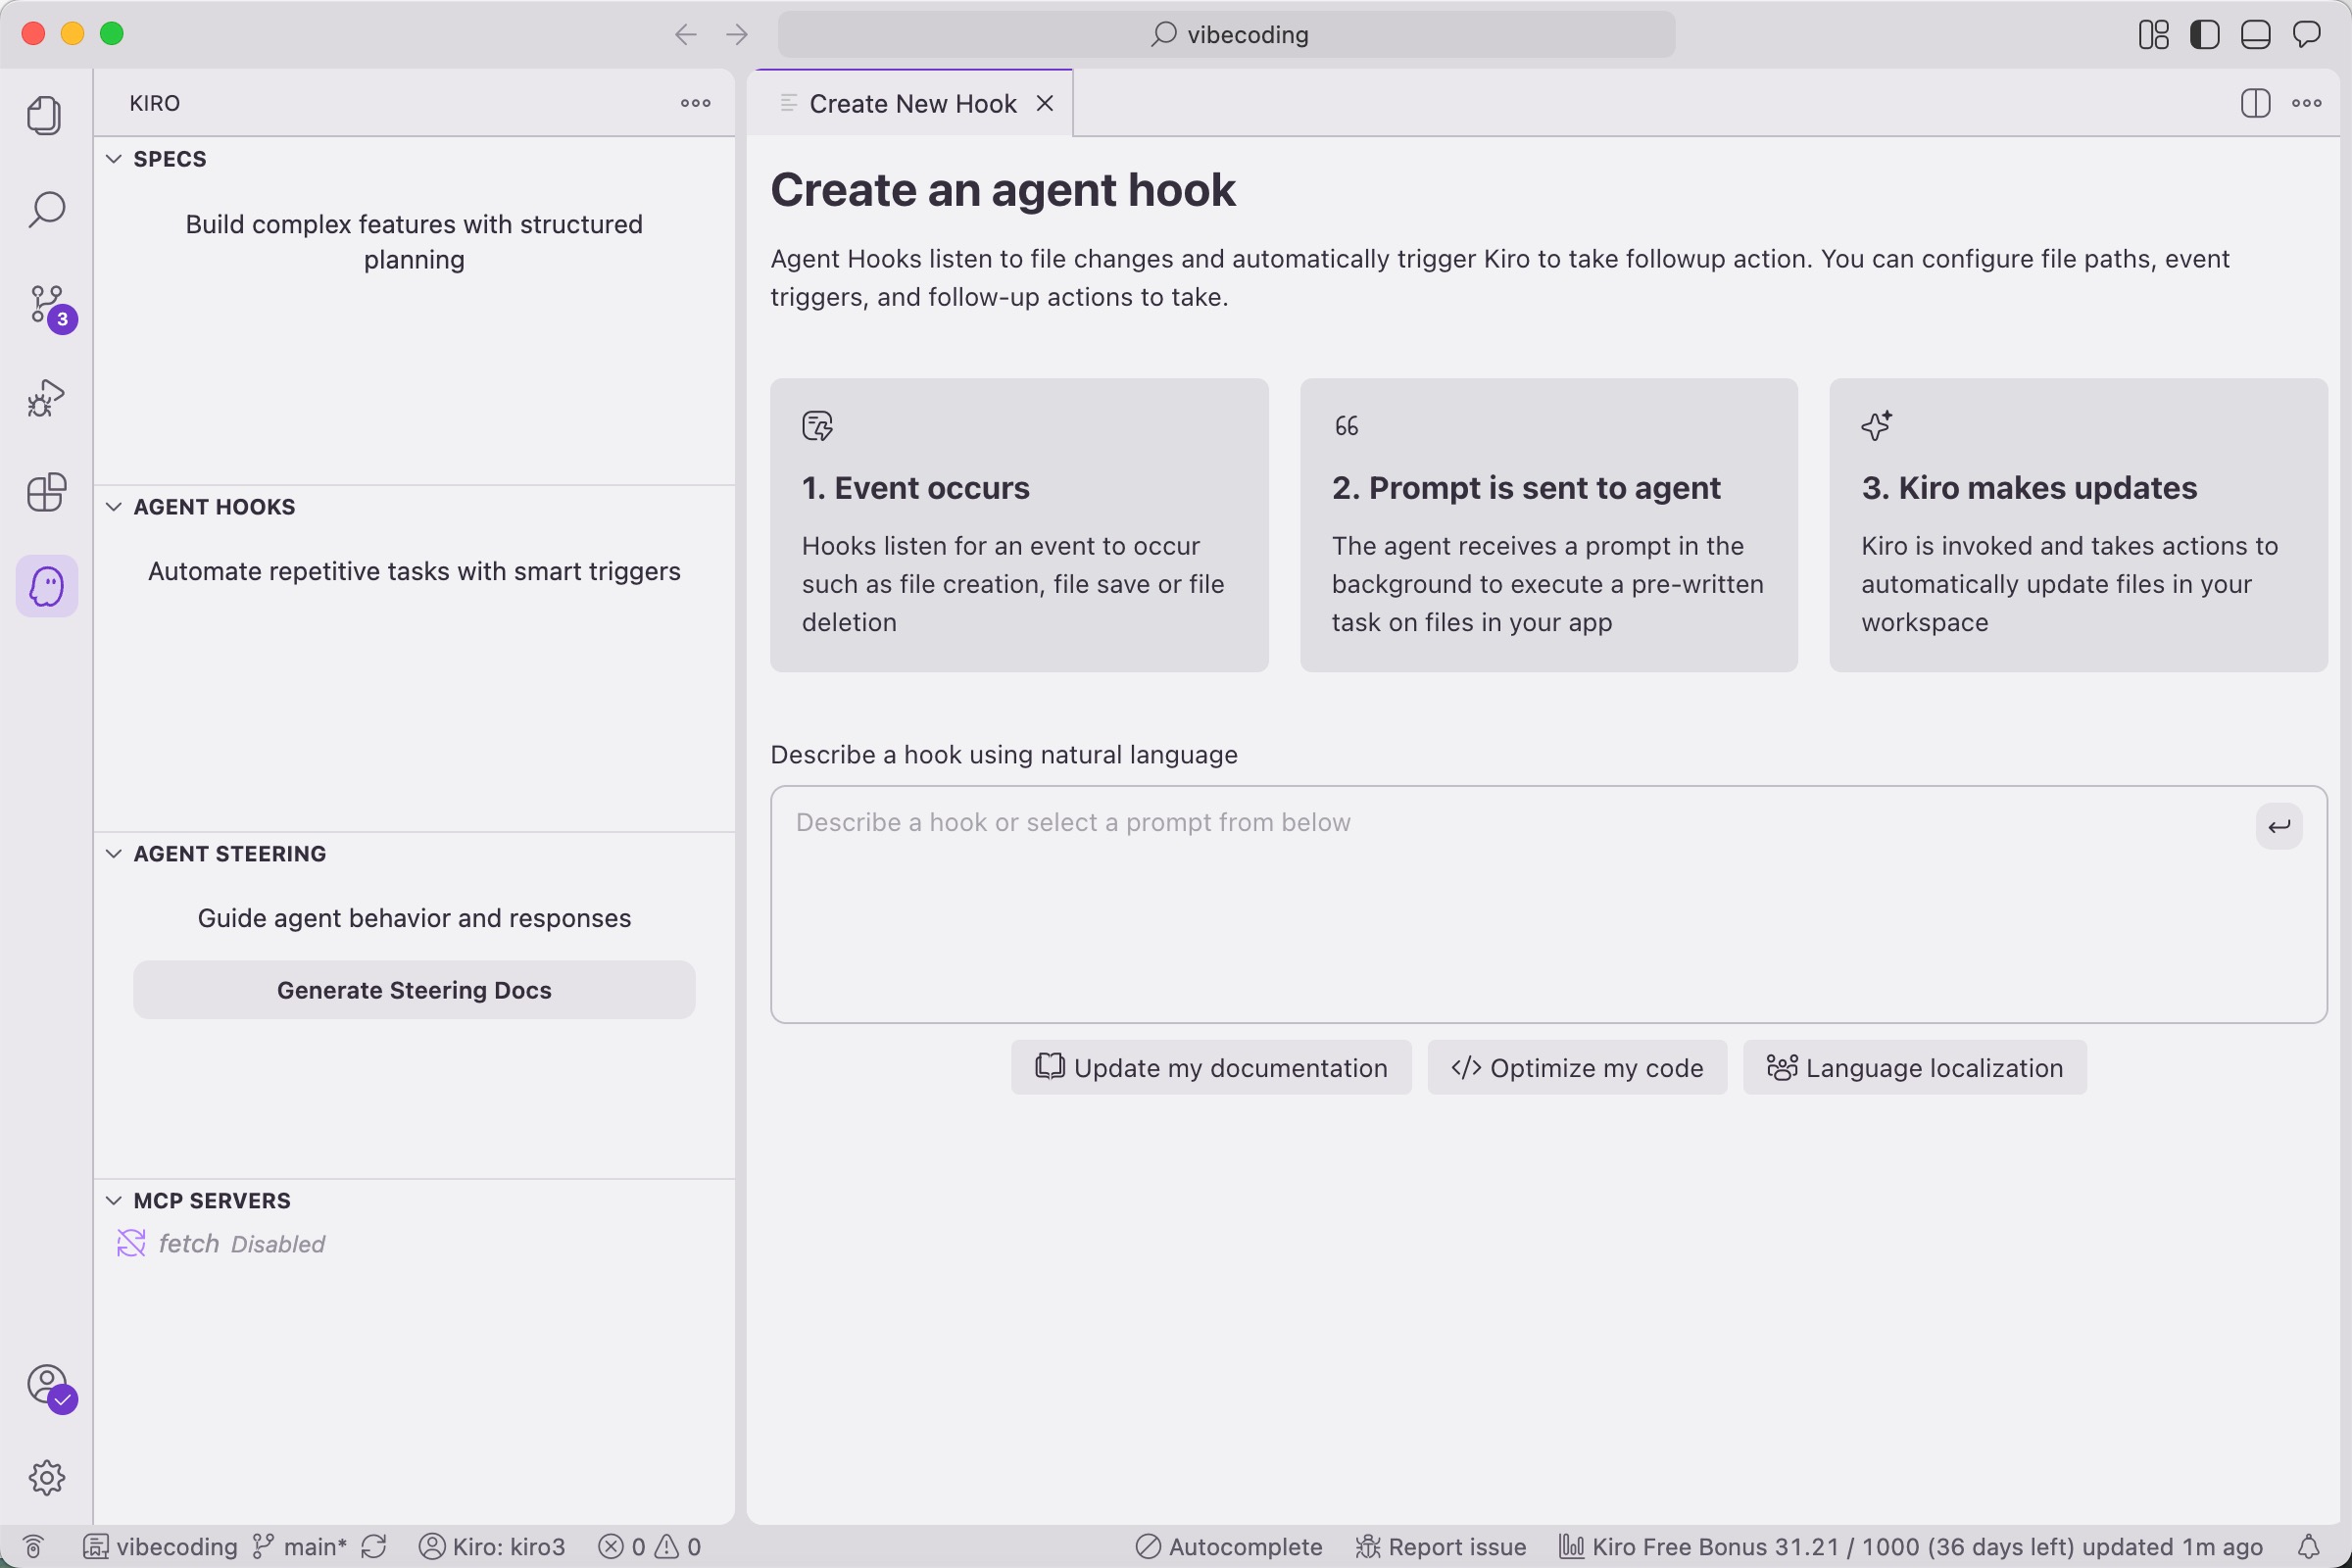 vibecoding
KIRO
Create New Hook
SPECS
Build complex features with structured
planning
3
AGENT HOOKS
Automate repetitive tasks with smart triggers
AGENT STEERING
Guide agent behavior and responses
Generate Steering Docs
MCP SERVERS
fetch Disabled
Create an agent hook
Agent Hooks listen to file changes and automatically trigger Kiro to take followup action. You can configure file paths, event
triggers, and follow-up actions to take.
1. Event occurs
Hooks listen for an event to occur
such as file creation, file save or file
deletion
2. Prompt is sent to agent
The agent receives a prompt in the
background to execute a pre-written
task on files in your app
3. Kiro makes updates
Kiro is invoked and takes actions to
automatically update files in your
workspace
Describe a hook using natural language
Describe a hook or select a prompt from below
Update my documentation
</> Optimize my code
Language localization
vibecoding main* Kiro: kiro3 0 0 Autocomplete Report issue Kiro Free Bonus 31.21 / 1000 (36 days left) updated 1m ago